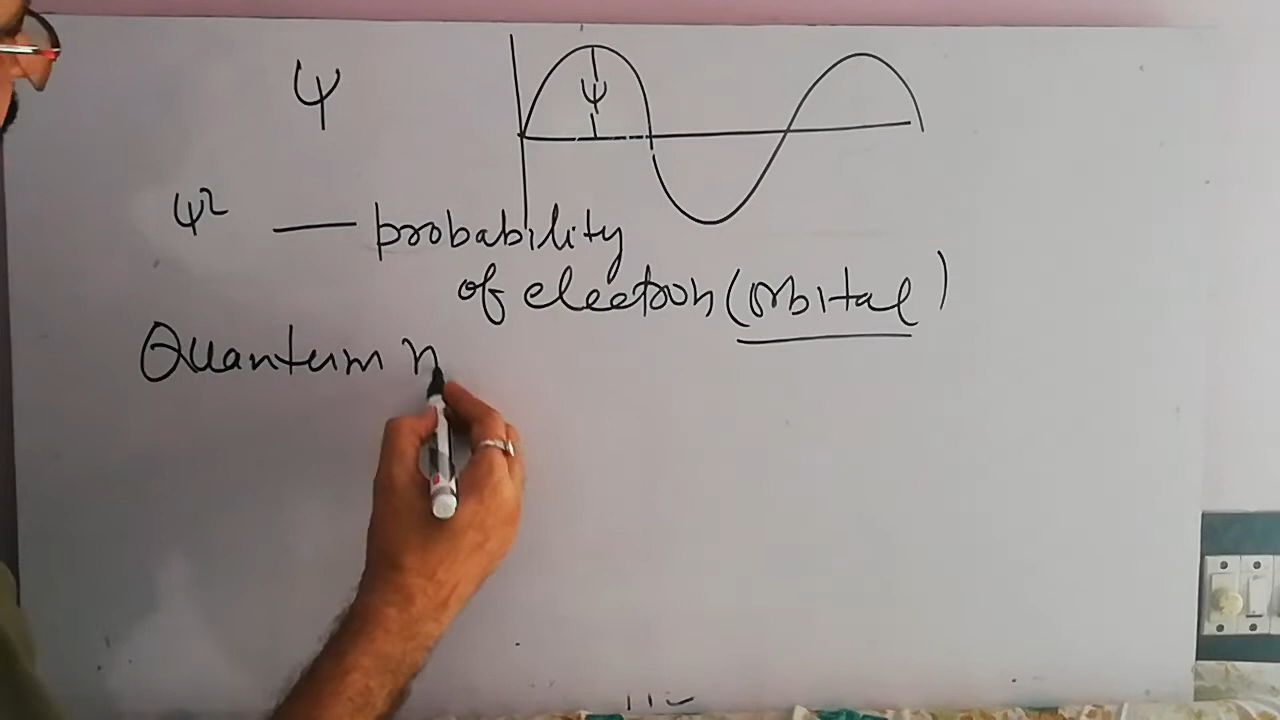 ψ
ψ
ψ² — probability
of electron (orbital)
Quantum n